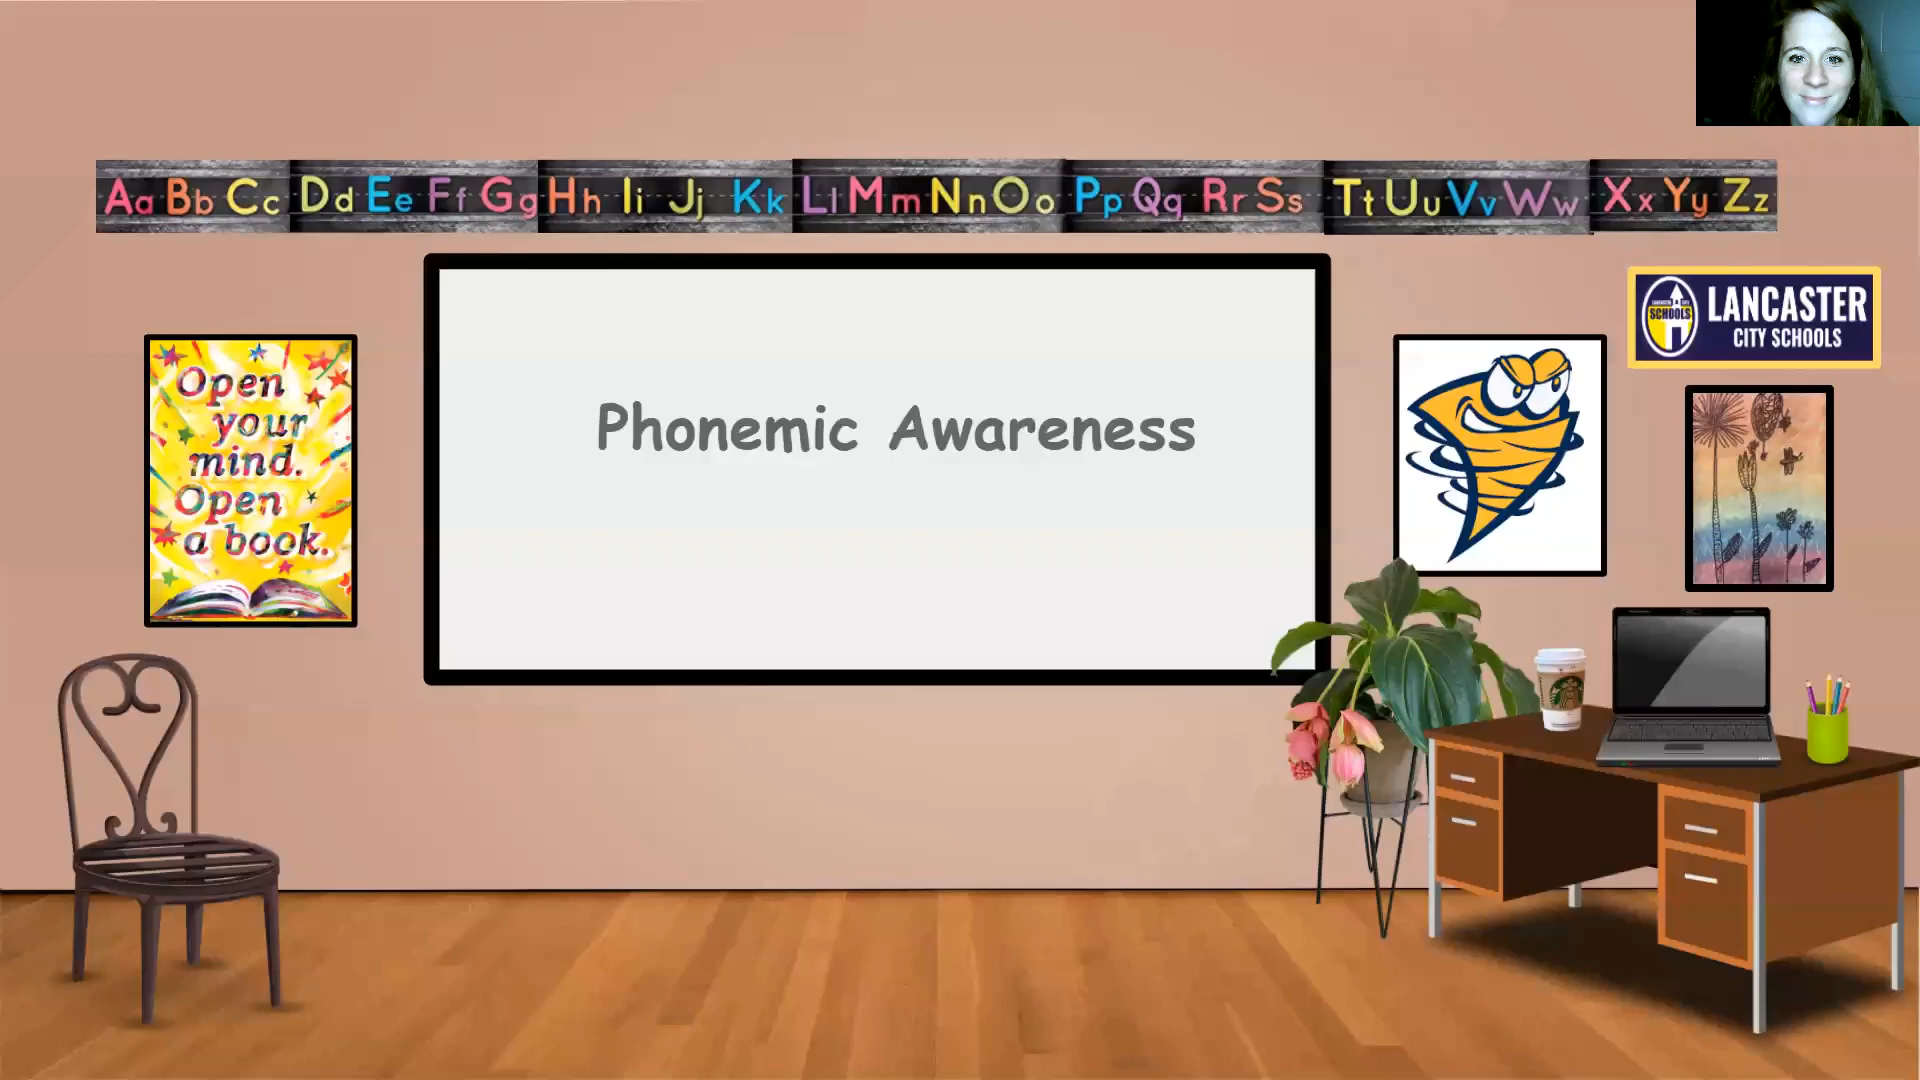 Aa Bb Cc Dd Ee Ff Gg Hh Ii Jj Kk Ll Mm Nn Oo Pp Qq Rr Ss Tt Uu Vv Ww Xx Yy Zz
Phonemic Awareness
Open
your
mind.
Open
a book.
SCHOOLS
LANCASTER
CITY SCHOOLS